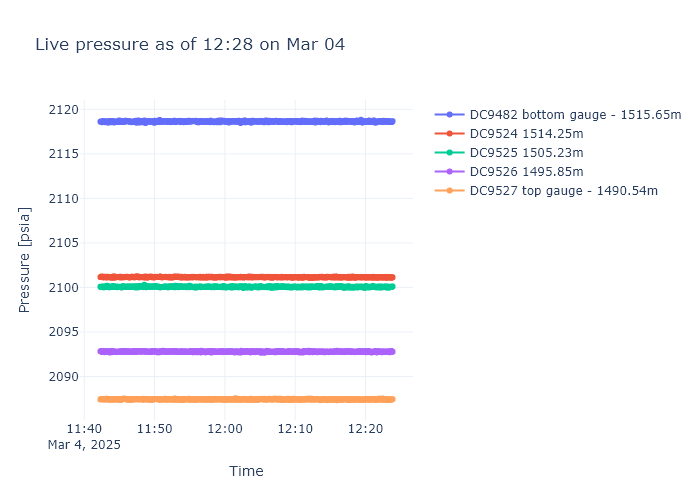 Live pressure as of 12:28 on Mar 04
DC9482 bottom gauge - 1515.65m
DC9524 1514.25m
DC9525 1505.23m
DC9526 1495.85m
DC9527 top gauge - 1490.54m
Pressure [psia]
2120
2115
2110
2105
2100
2095
2090
11:40
11:50
12:00
12:10
12:20
Mar 4, 2025
Time